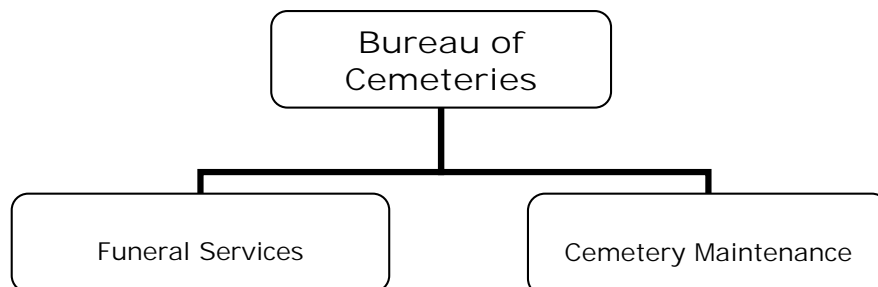 Bureau of
Cemeteries
Funeral Services
Cemetery Maintenance